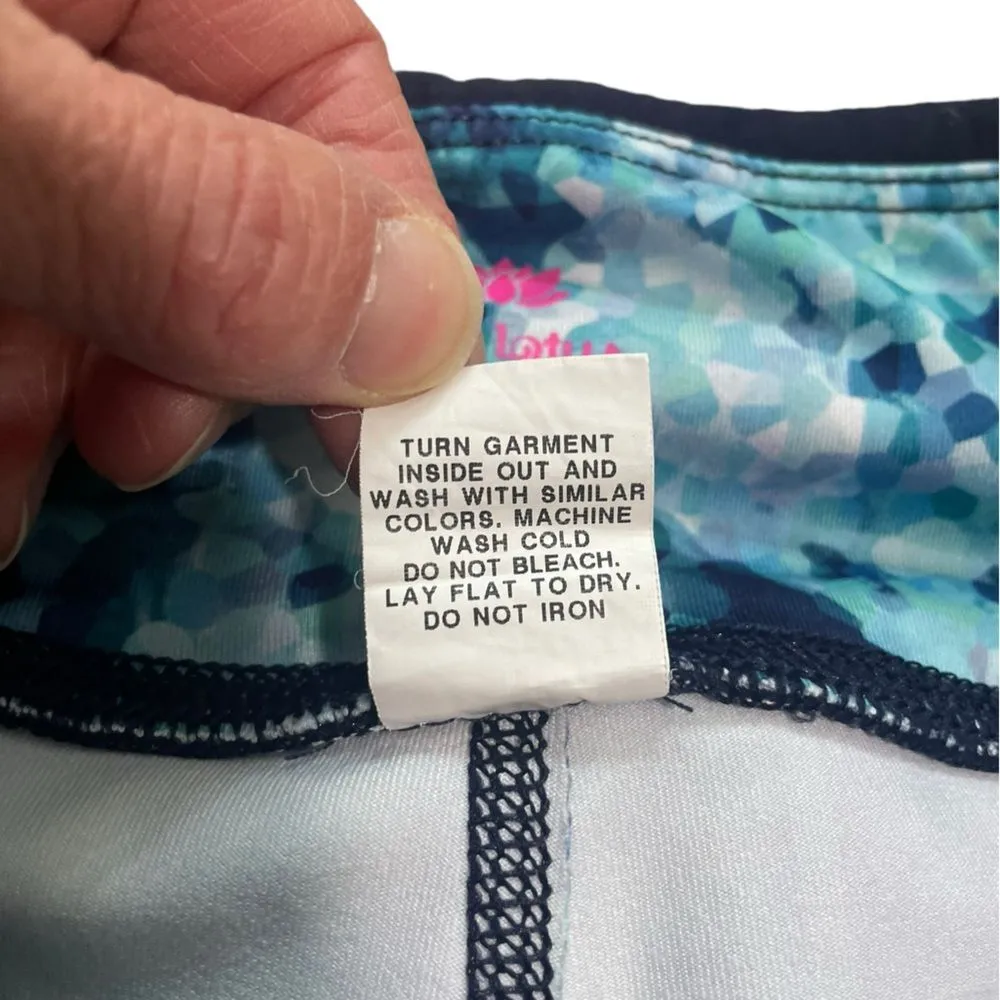 lotus
TURN GARMENT
INSIDE OUT AND
WASH WITH SIMILAR
COLORS. MACHINE
WASH COLD
DO NOT BLEACH.
LAY FLAT TO DRY.
DO NOT IRON